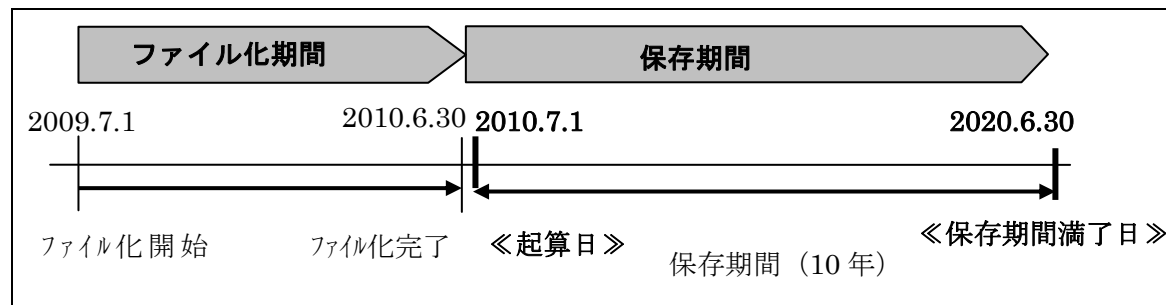 ファイル化期間 保存期間
2009.7.1 2010.6.30 2010.7.1 2020.6.30
ﾌｧｲﾙ化開始 ﾌｧｲﾙ化完了 ≪起算日≫ ≪保存期間満了日≫
保存期間（10 年）